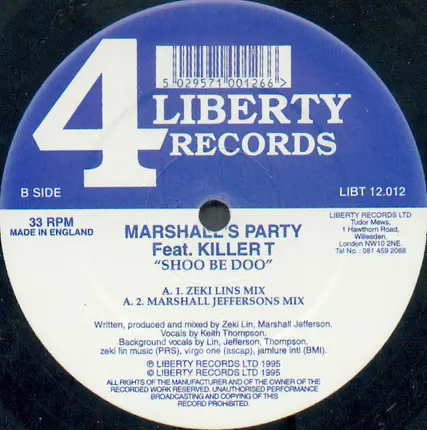 5 029571 001266 >
4 LIBERTY
RECORDS
B SIDE
LIBT 12.012
33 RPM
MADE IN ENGLAND
LIBERTY RECORDS LTD
Tudor Mews,
1 Hawthorn Road,
Willesden,
London NW10 2NE.
Tel No.: 081 459 2088
MARSHALL'S PARTY
Feat. KILLER T
"SHOO BE DOO"
A. 1. ZEKI LINS MIX
A. 2. MARSHALL JEFFERSONS MIX
Written, produced and mixed by Zeki Lin, Marshall Jefferson.
Vocals by Keith Thompson.
Background vocals by Lin, Jefferson, Thompson.
zeki lin music (PRS), virgo one (asscap), jamlure intl (BMI).
℗ LIBERTY RECORDS LTD 1995
© LIBERTY RECORDS LTD 1995
ALL RIGHTS OF THE MANUFACTURER AND OF THE OWNER OF THE
RECORDED WORK RESERVED. UNAUTHORISED PERFORMANCE
BROADCASTING AND COPYING OF THIS
RECORD PROHIBITED.